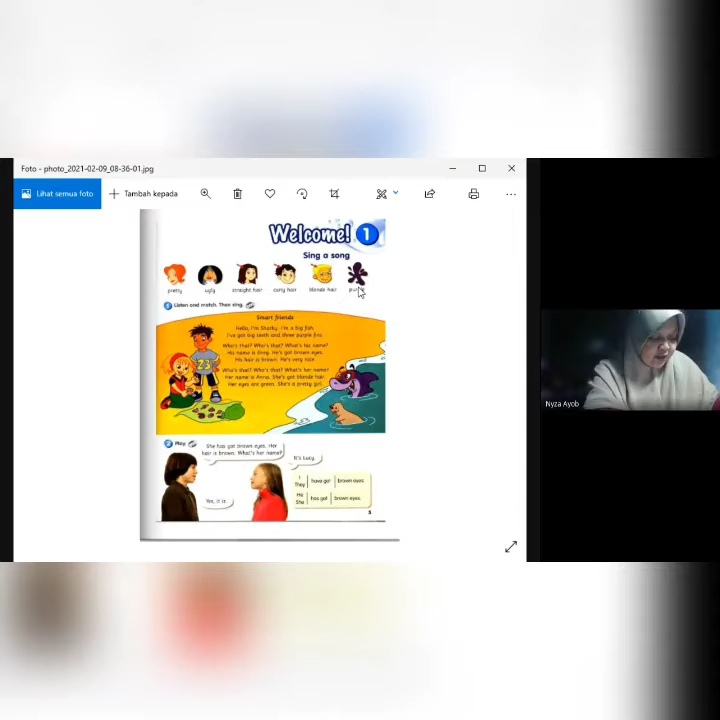 Foto - photo_2021-02-09_08-36-01.jpg
Lihat semua foto
Tambah kepada
Welcome! 1
Sing a song
pretty ugly straight hair curly hair blonde hair
1 Listen and match. Then sing.
Smart friends
Hello, I'm Sharky. I'm a big fish,
I've got big teeth and three purple fins.
Who's that? Who's that? What's his name?
His name is Greg. He's got brown eyes.
His hair is brown. He's very nice.
Who's that? Who's that? What's her name?
Her name is Anna. She's got blonde hair.
Her eyes are green. She's a pretty girl.
23
2 Play.
She has got brown eyes. Her
hair is brown. What's her name?
It's Lucy.
Yes, it is.
I
They
have got
brown eyes.
He
She
has got
brown eyes.
5
Nyza Ayob